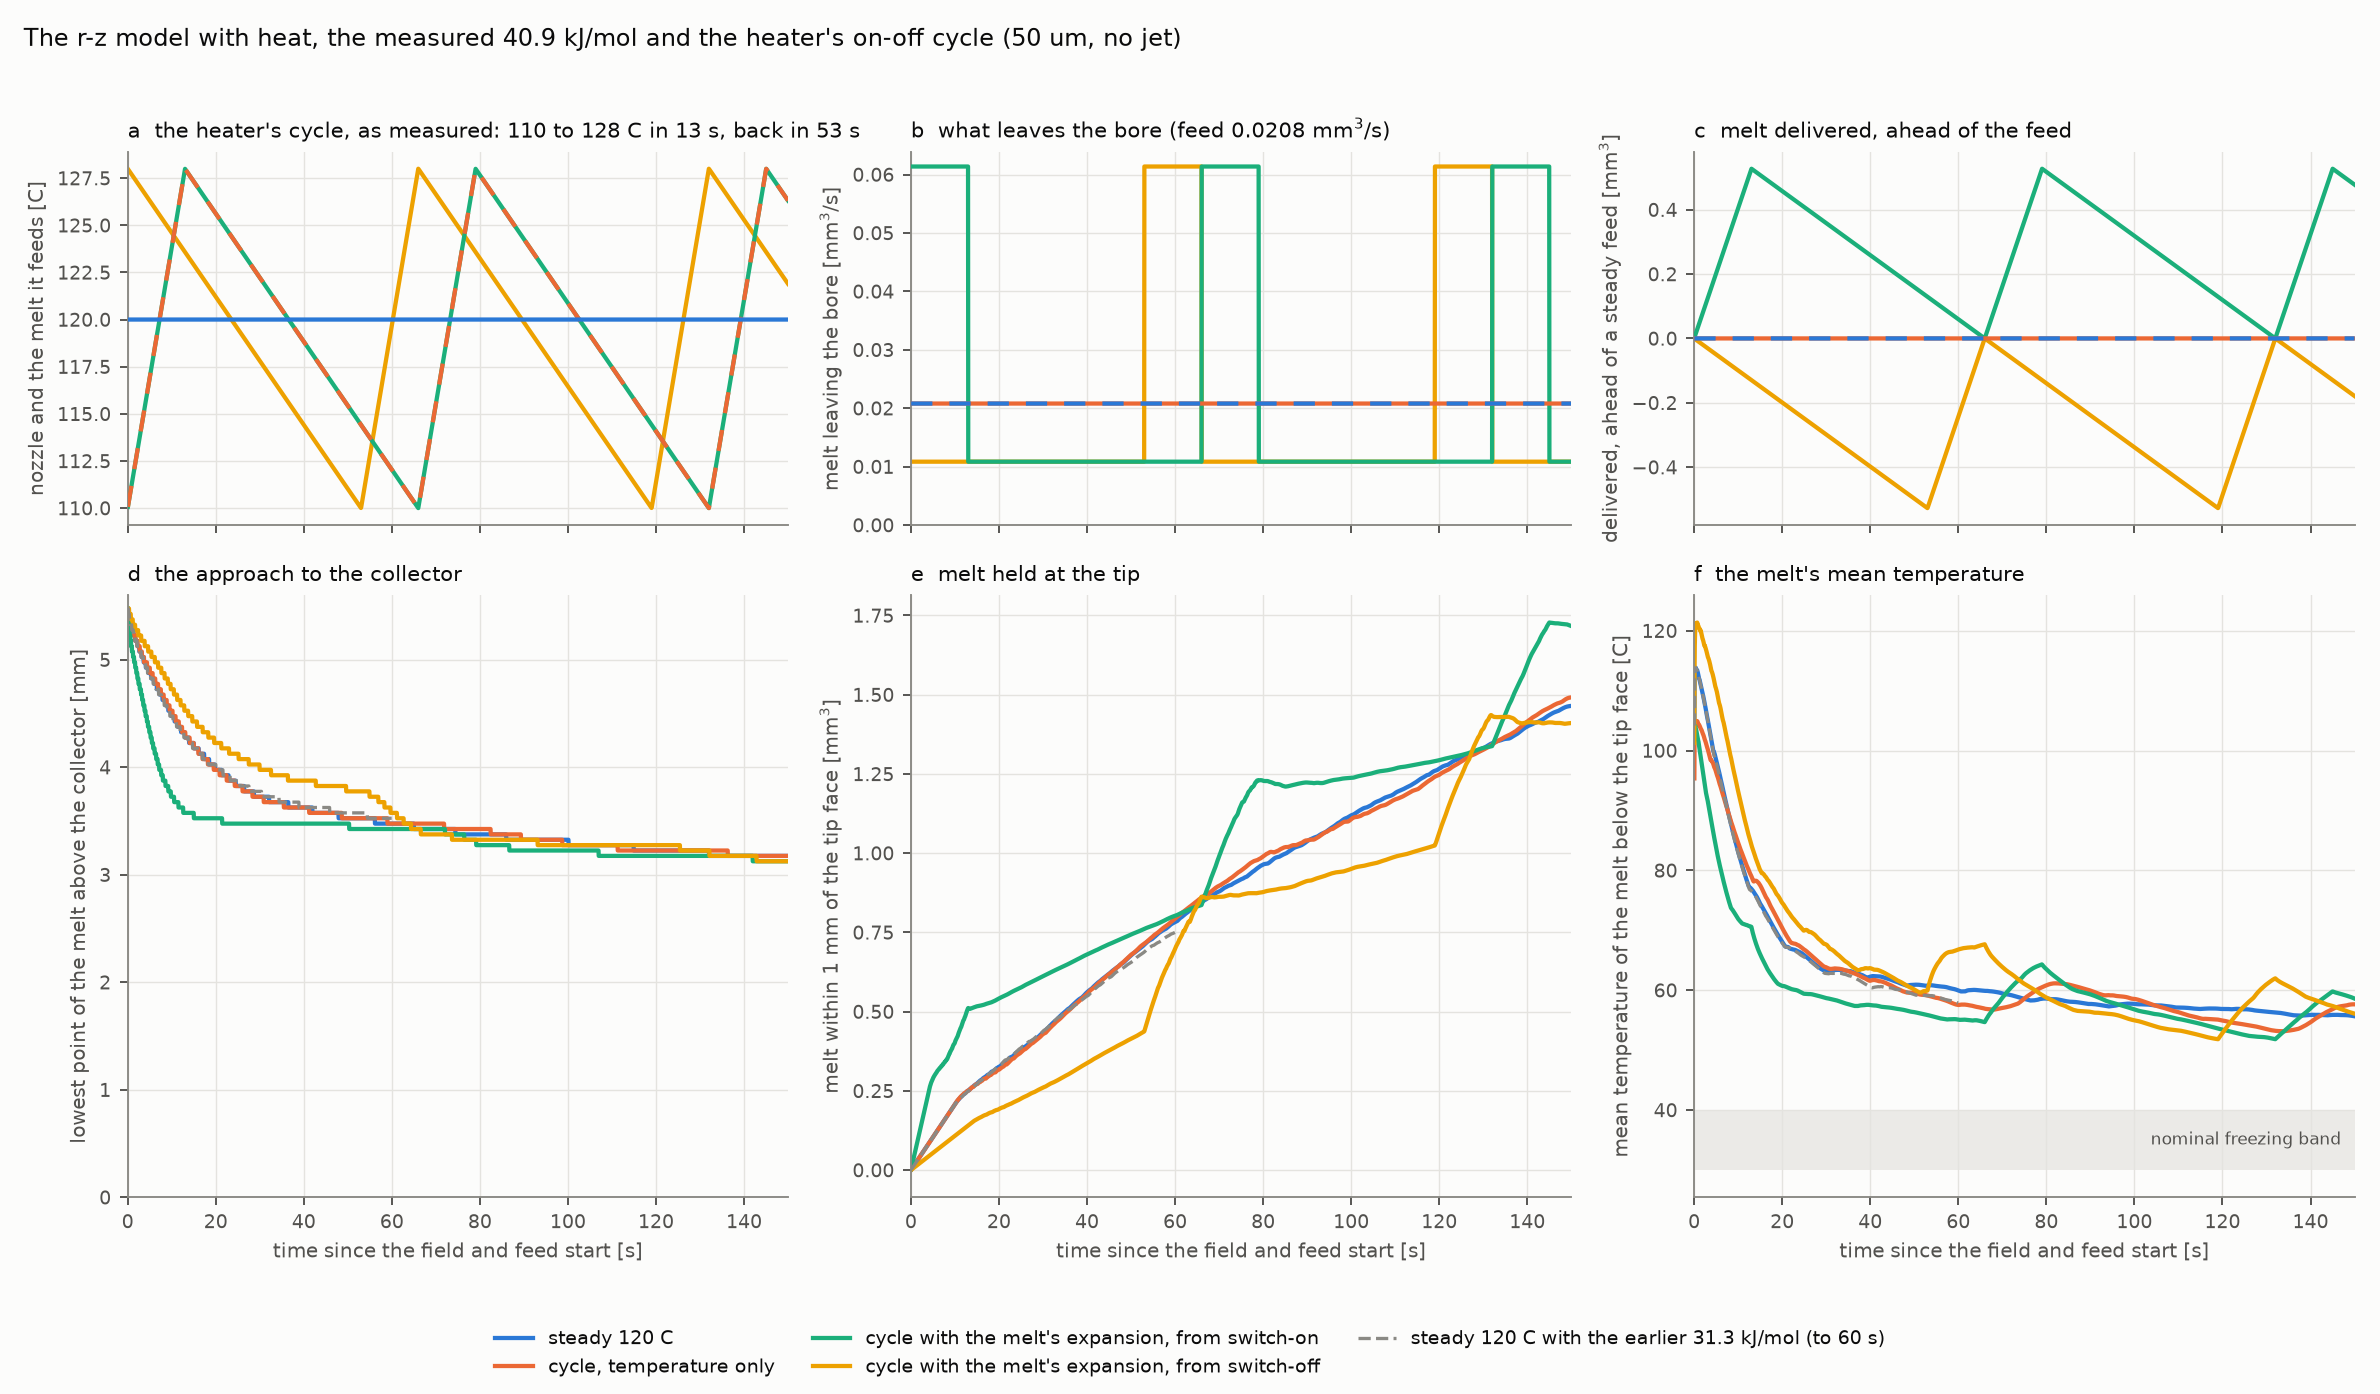 The r-z model with heat, the measured 40.9 kJ/mol and the heater's on-off cycle (50 um, no jet)
a  the heater's cycle, as measured: 110 to 128 C in 13 s, back in 53 s
nozzle and the melt it feeds [C]
127.5
125.0
122.5
120.0
117.5
115.0
112.5
110.0
b  what leaves the bore (feed 0.0208 mm³/s)
melt leaving the bore [mm³/s]
0.06
0.05
0.04
0.03
0.02
0.01
0.00
c  melt delivered, ahead of the feed
delivered, ahead of a steady feed [mm³]
0.4
0.2
0.0
−0.2
−0.4
d  the approach to the collector
lowest point of the melt above the collector [mm]
5
4
3
2
1
0
0 20 40 60 80 100 120 140
time since the field and feed start [s]
e  melt held at the tip
melt within 1 mm of the tip face [mm³]
1.75
1.50
1.25
1.00
0.75
0.50
0.25
0.00
0 20 40 60 80 100 120 140
time since the field and feed start [s]
f  the melt's mean temperature
mean temperature of the melt below the tip face [C]
120
100
80
60
40
nominal freezing band
0 20 40 60 80 100 120 140
time since the field and feed start [s]
steady 120 C
cycle, temperature only
cycle with the melt's expansion, from switch-on
cycle with the melt's expansion, from switch-off
steady 120 C with the earlier 31.3 kJ/mol (to 60 s)